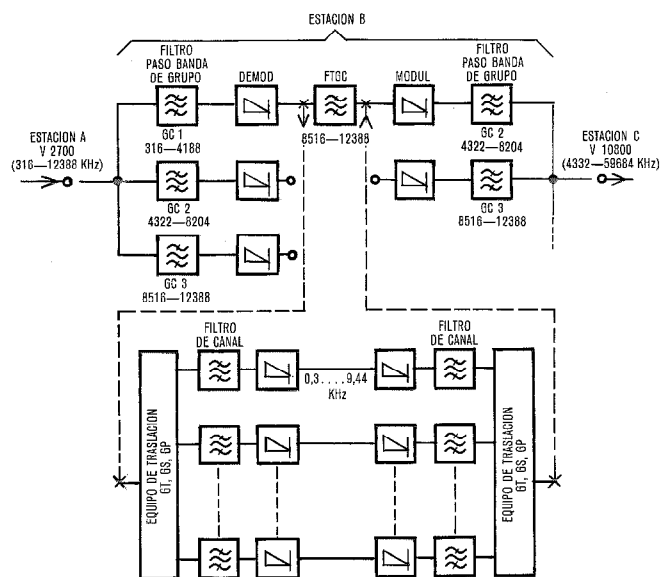 ESTACION B
FILTRO
PASO BANDA
DE GRUPO
DEMOD
FTGC
MODUL
FILTRO
PASO BANDA
DE GRUPO
GC 1
316—4188
8516—12388
GC 2
4322—8204
ESTACION A
V 2700
(316—12388 KHz)
ESTACION C
V 10800
(4332—59684 KHz)
GC 2
4322—8204
GC 3
8516—12388
GC 3
8516—12388
FILTRO
DE CANAL
FILTRO
DE CANAL
0,3....9,44
KHz
EQUIPO DE TRASLACION
GT, GS, GP
EQUIPO DE TRASLACION
GT, GS, GP